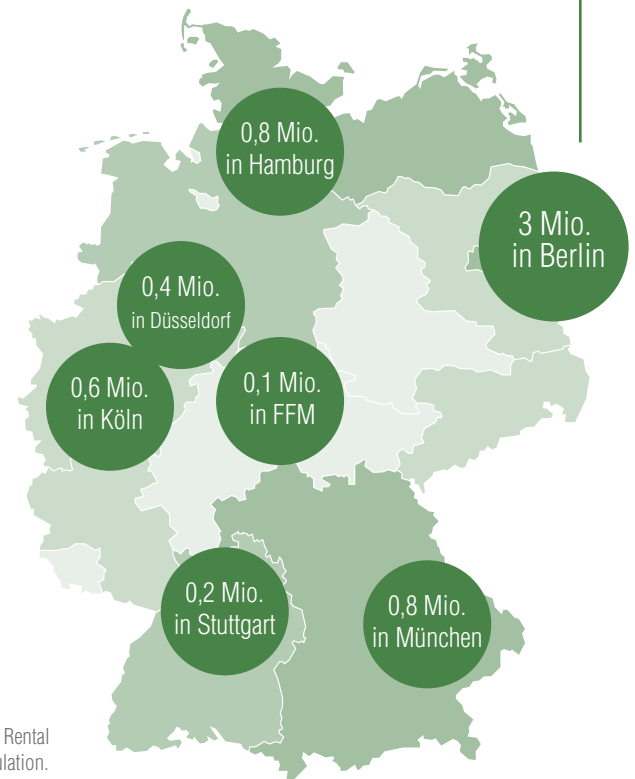 0,8 Mio.
in Hamburg
3 Mio.
in Berlin
0,4 Mio.
in Düsseldorf
0,6 Mio.
in Köln
0,1 Mio.
in FFM
0,2 Mio.
in Stuttgart
0,8 Mio.
in München
Rental
ulation.